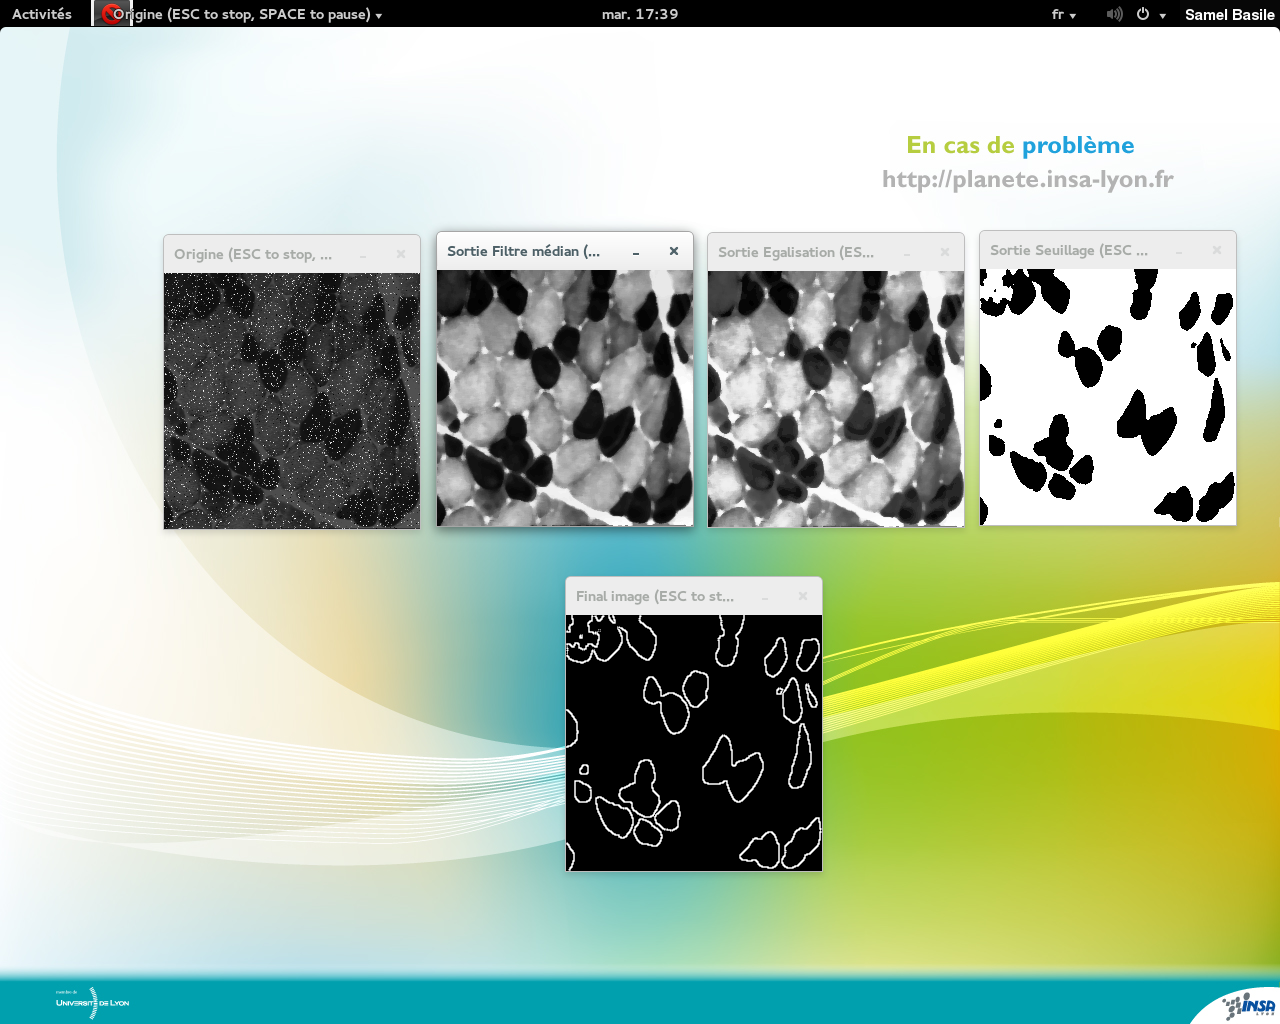 Activités Origine (ESC to stop, SPACE to pause) mar. 17:39 fr Samel Basile
En cas de problème
http://planete.insa-lyon.fr
Origine (ESC to stop, ...
Sortie Filtre médian (...
Sortie Egalisation (ES...
Sortie Seuillage (ESC ...
Final image (ESC to st...
membre de
UNIVERSITÉ DE LYON
INSA
LYON